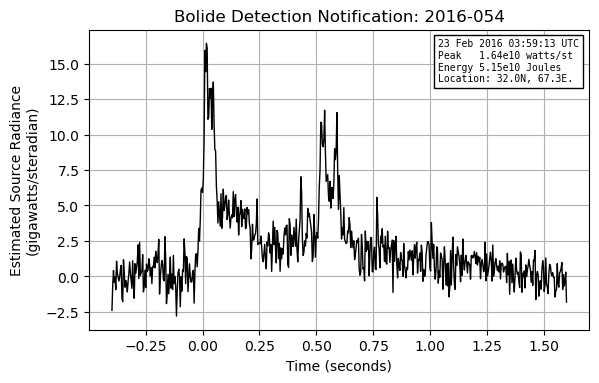 Bolide Detection Notification: 2016-054
23 Feb 2016 03:59:13 UTC
Peak 1.64e10 watts/st
Energy 5.15e10 Joules
Location: 32.0N, 67.3E.
Estimated Source Radiance
(gigawatts/steradian)
15.0
12.5
10.0
7.5
5.0
2.5
0.0
−2.5
−0.25 0.00 0.25 0.50 0.75 1.00 1.25 1.50
Time (seconds)